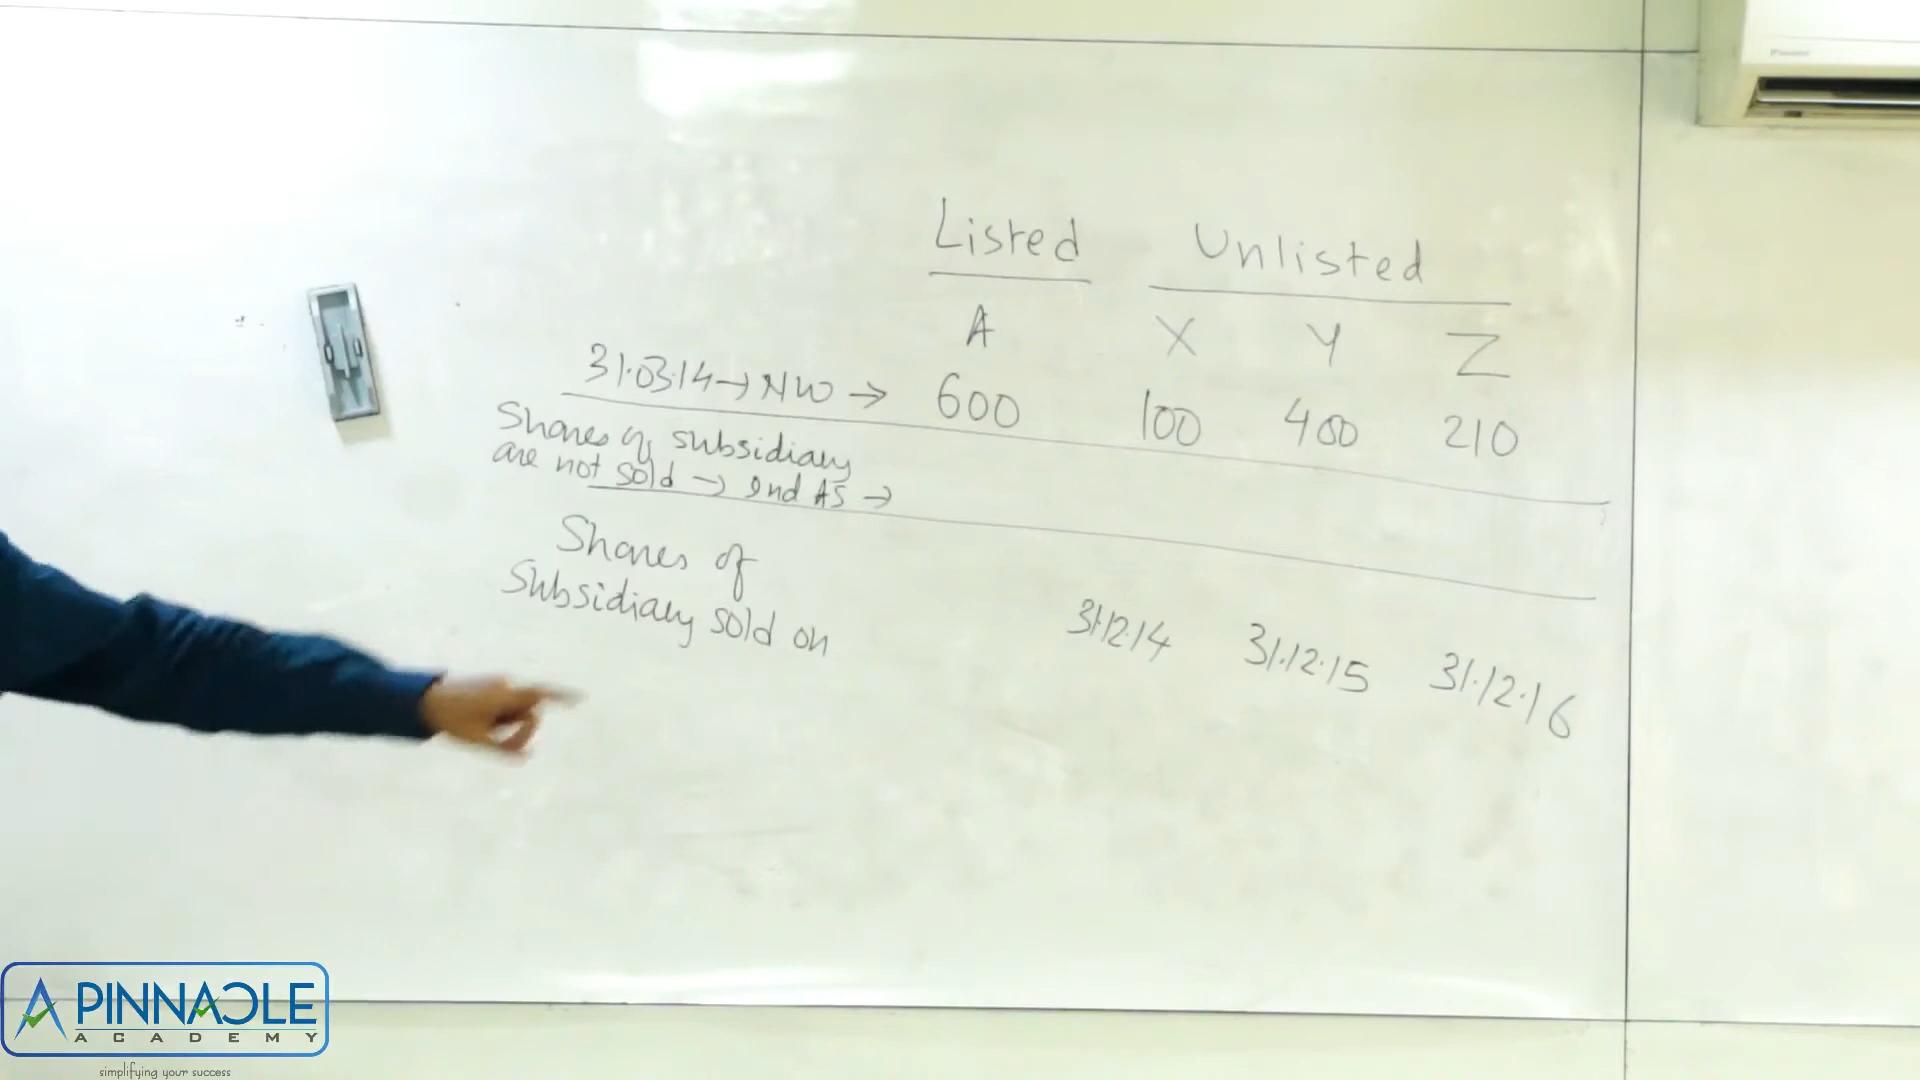 Listed Unlisted
A X Y Z
31.03.14 → NW → 600 100 400 210
Shares of subsidiary
are not sold → Ind AS →
Shares of
Subsidiary sold on 31.12.14 31.12.15 31.12.16
PINNACLE
ACADEMY
simplifying your success